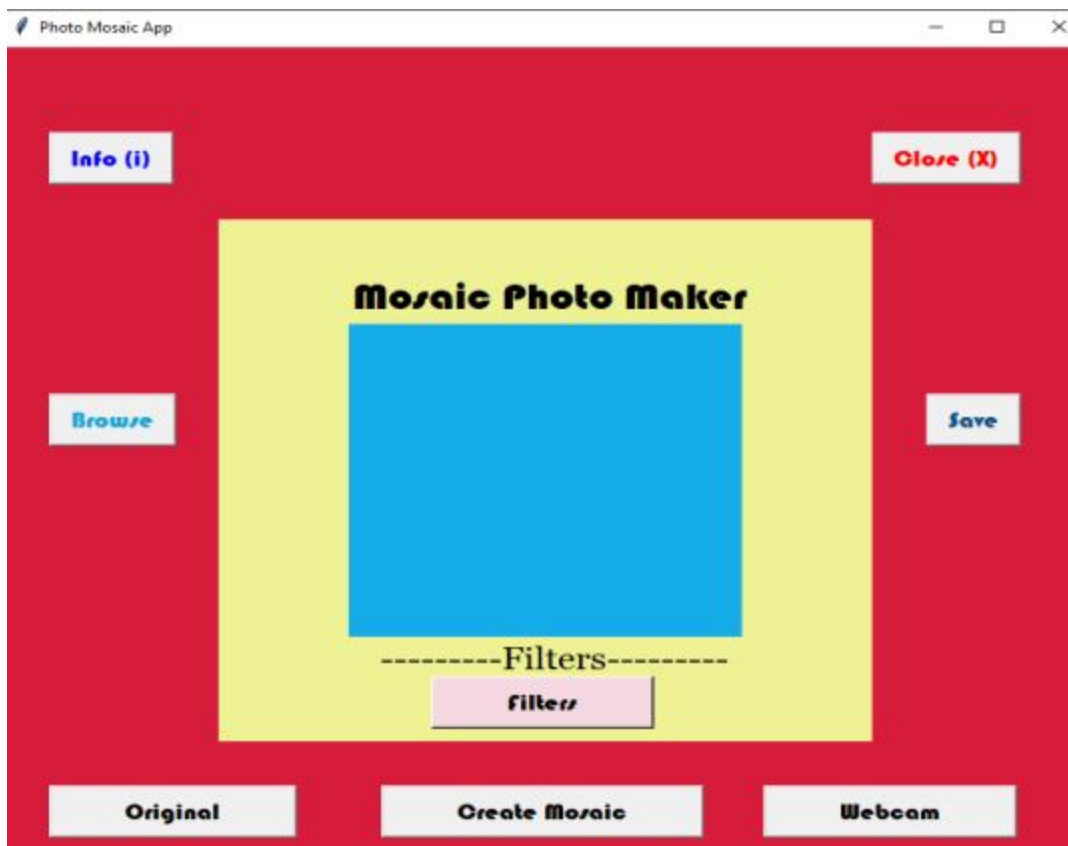 Photo Mosaic App
Info (i)
Close (X)
Mosaic Photo Maker
Browse
Save
---------Filters---------
Filters
Original
Create Mosaic
Webcam